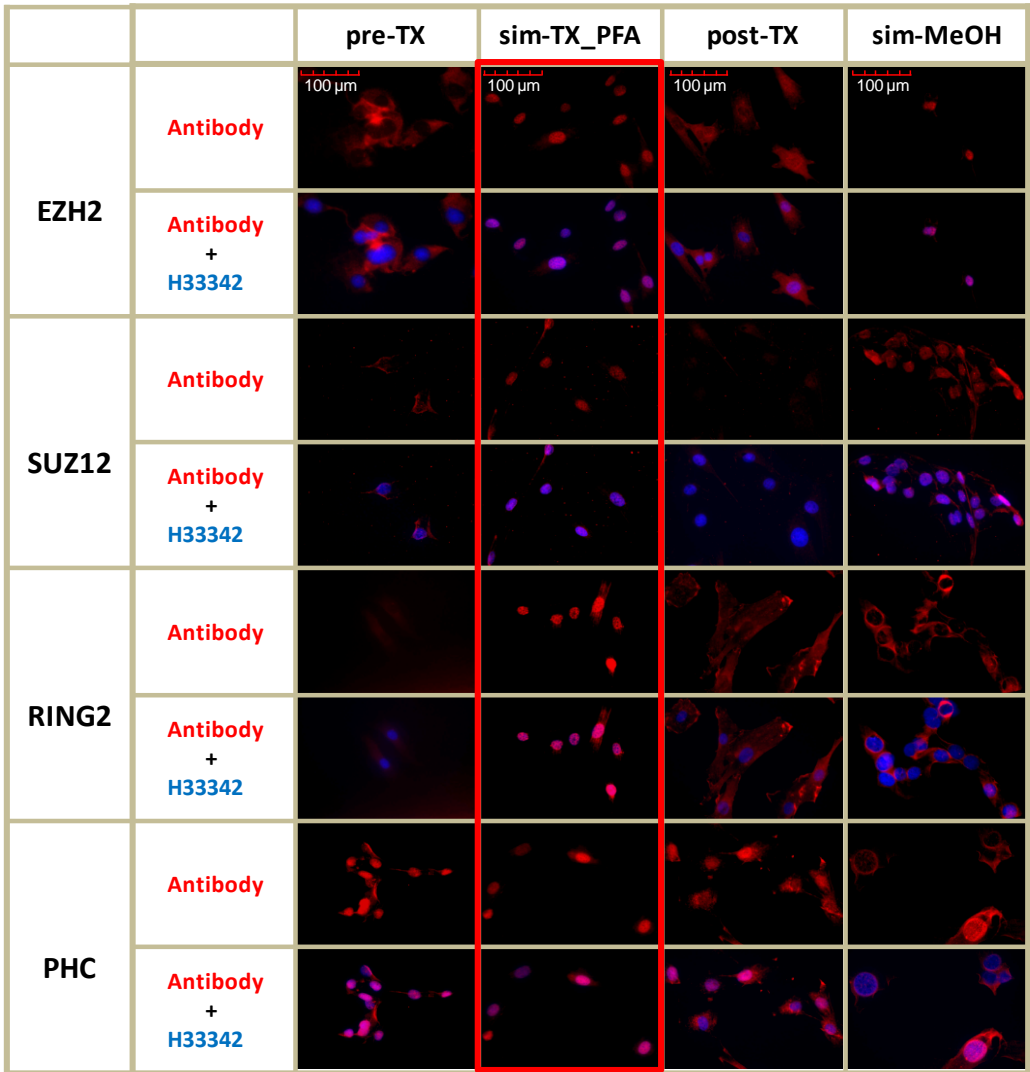 pre-TX sim-TX_PFA post-TX sim-MeOH
100 µm 100 µm 100 µm 100 µm
EZH2
Antibody
Antibody
+
H33342
SUZ12
Antibody
Antibody
+
H33342
RING2
Antibody
Antibody
+
H33342
PHC
Antibody
Antibody
+
H33342